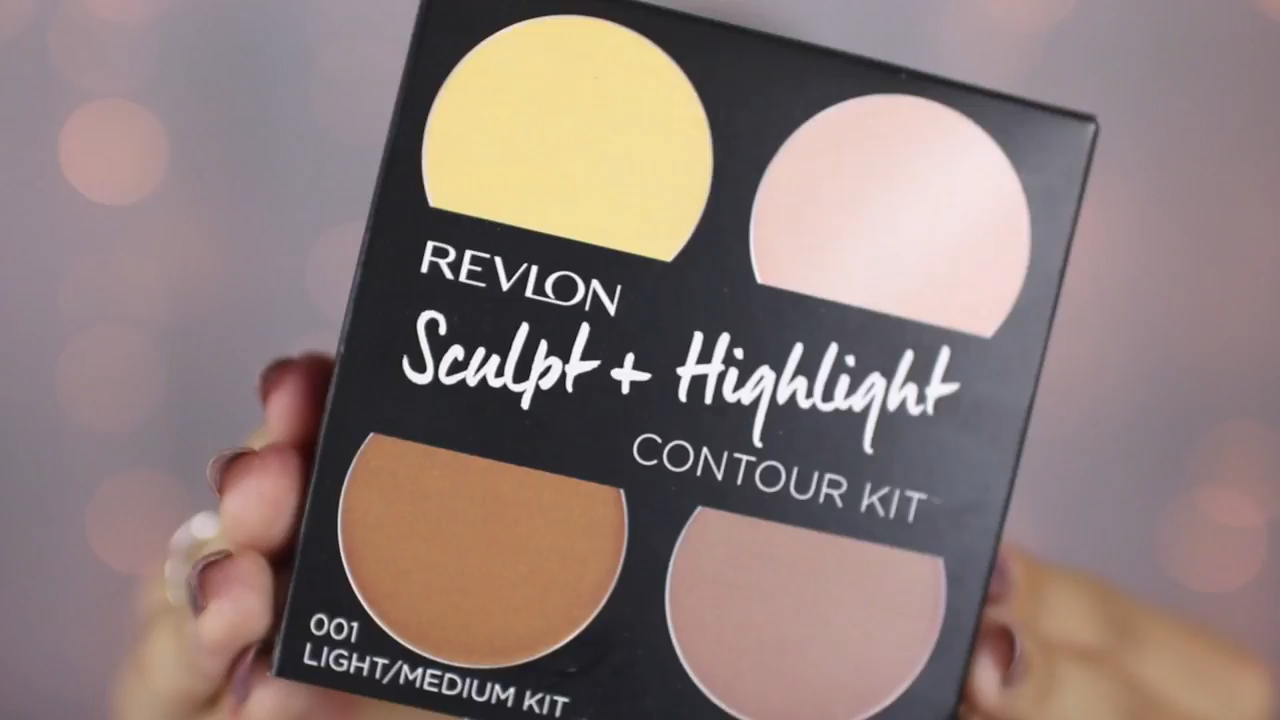 REVLON
Sculpt + Highlight
CONTOUR KIT
001
LIGHT/MEDIUM KIT